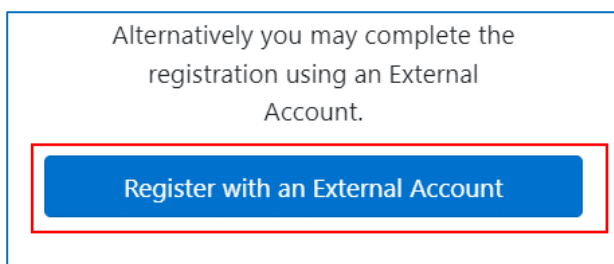 Alternatively you may complete the
registration using an External
Account.
Register with an External Account